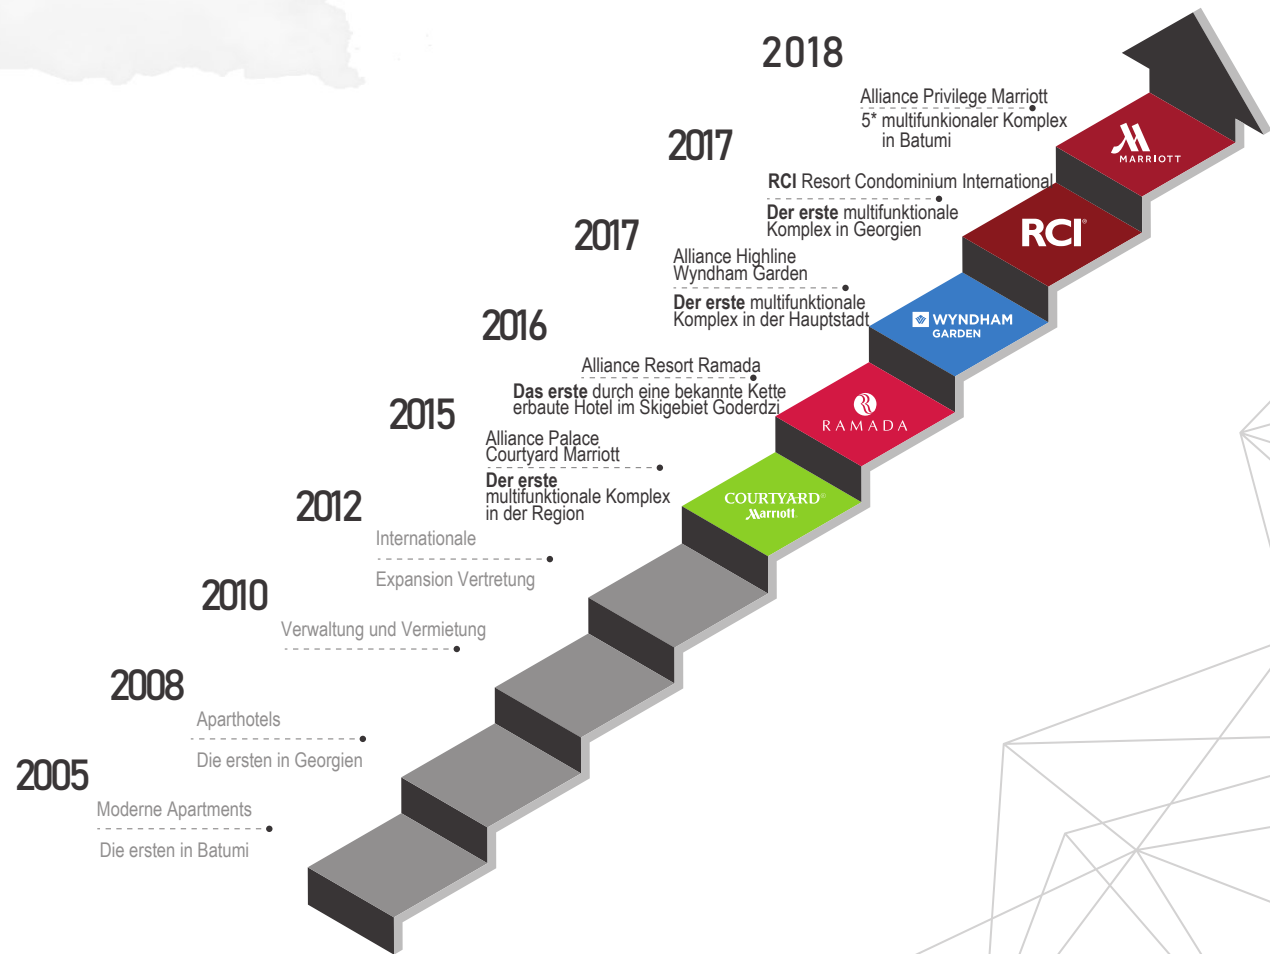 2018
Alliance Privilege Marriott
5* multifunkionaler Komplex
in Batumi
MARRIOTT
2017
RCI Resort Condominium International
Der erste multifunktionale
Komplex in Georgien
RCI®
2017
Alliance Highline
Wyndham Garden
Der erste multifunktionale
Komplex in der Hauptstadt
WYNDHAM
GARDEN
2016
Alliance Resort Ramada
Das erste durch eine bekannte Kette
erbaute Hotel im Skigebiet Goderdzi
RAMADA
2015
Alliance Palace
Courtyard Marriott
Der erste
multifunktionale Komplex
in der Region
COURTYARD®
Marriott.
2012
Internationale
Expansion Vertretung
2010
Verwaltung und Vermietung
2008
Aparthotels
Die ersten in Georgien
2005
Moderne Apartments
Die ersten in Batumi